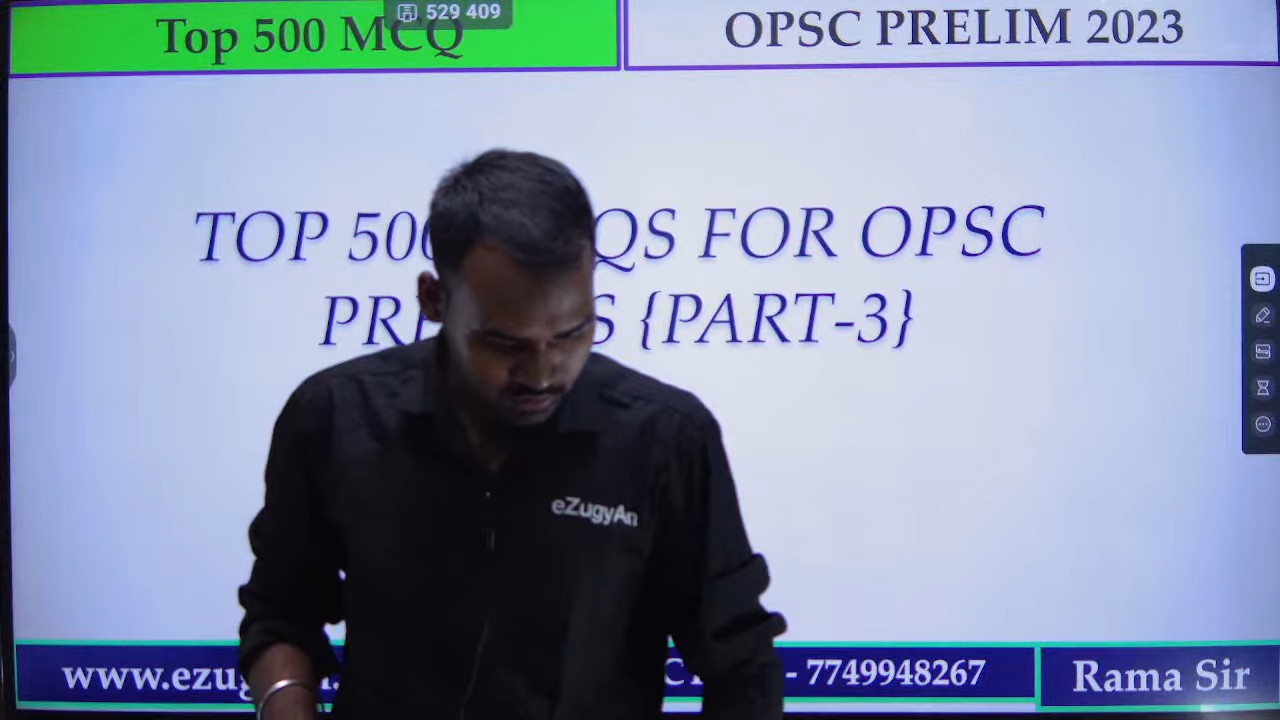 529 409
Top 500 MCQ
OPSC PRELIM 2023
TOP 500 QS FOR OPSC
PRE S {PART-3}
eZugyAn
www.ezug - 7749948267
Rama Sir